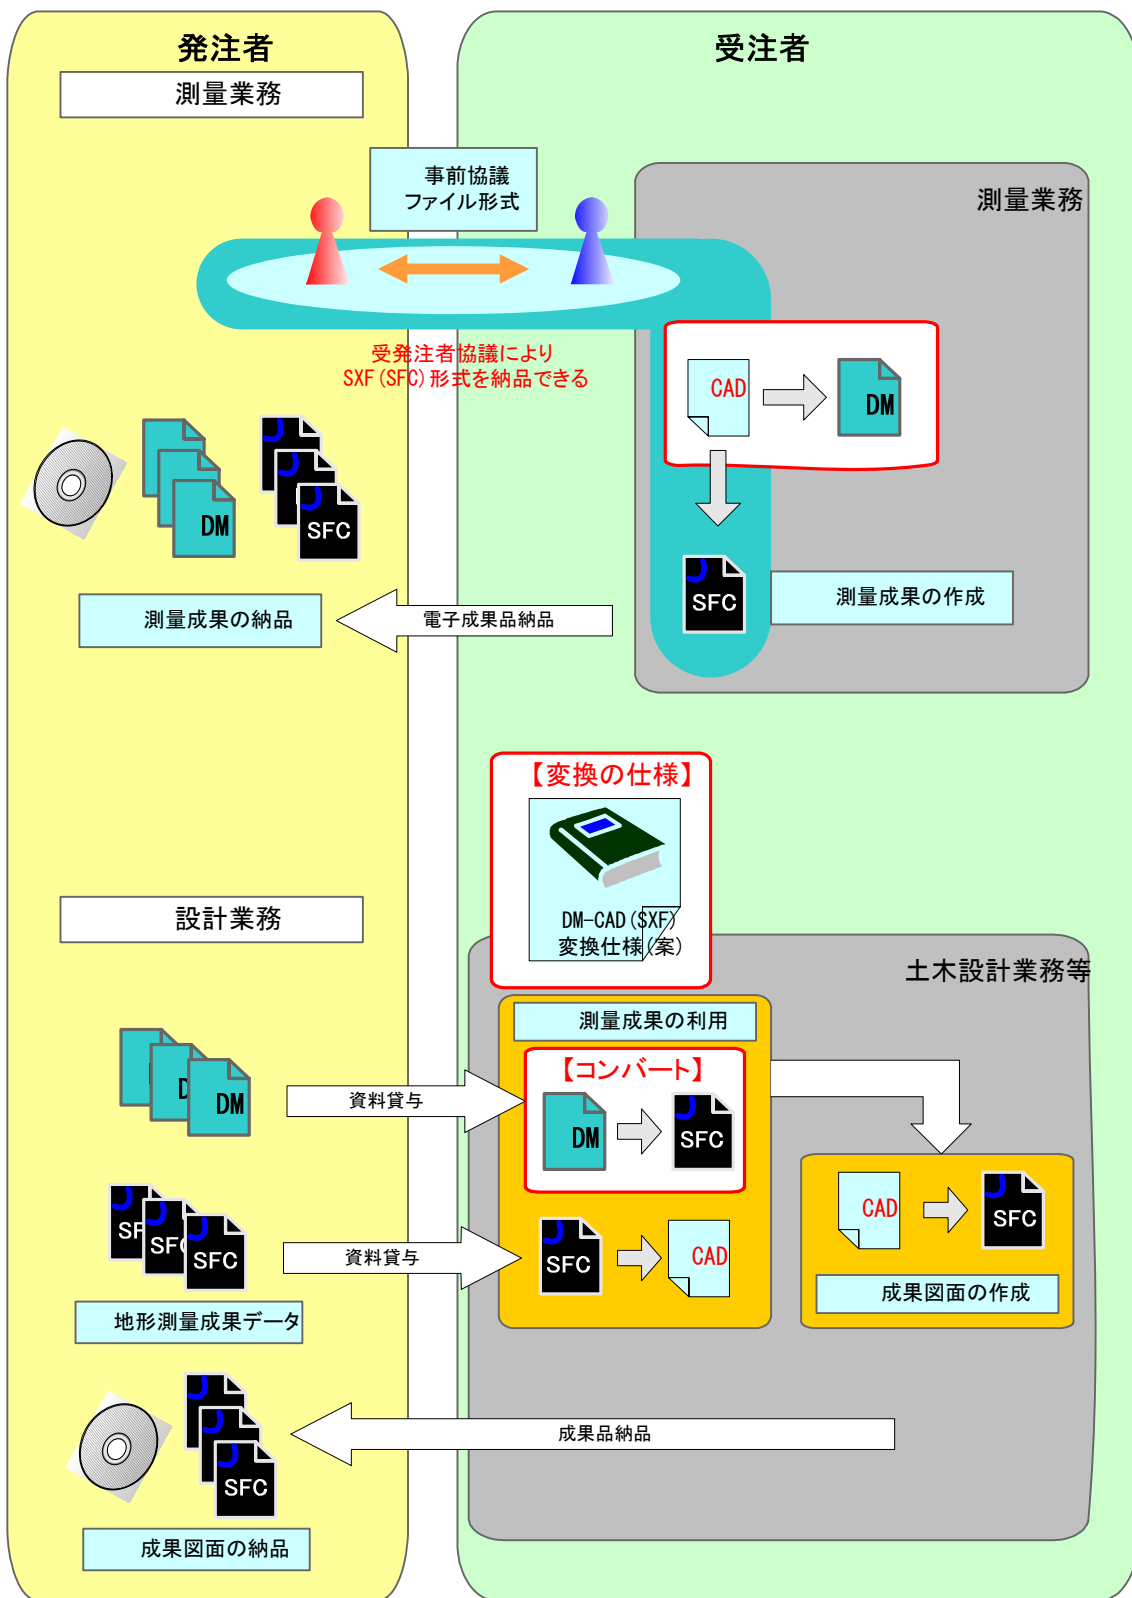 発注者
受注者
測量業務
事前協議
ファイル形式
測量業務
受発注者協議により
SXF(SFC)形式を納品できる
CAD
DM
DM
SFC
SFC
測量成果の作成
測量成果の納品
電子成果品納品
【変換の仕様】
DM-CAD(SXF)
変換仕様(案)
設計業務
土木設計業務等
測量成果の利用
【コンバート】
資料貸与
DM
DM
SFC
CAD
SFC
SFC
資料貸与
SFC
CAD
成果図面の作成
地形測量成果データ
成果品納品
SFC
成果図面の納品